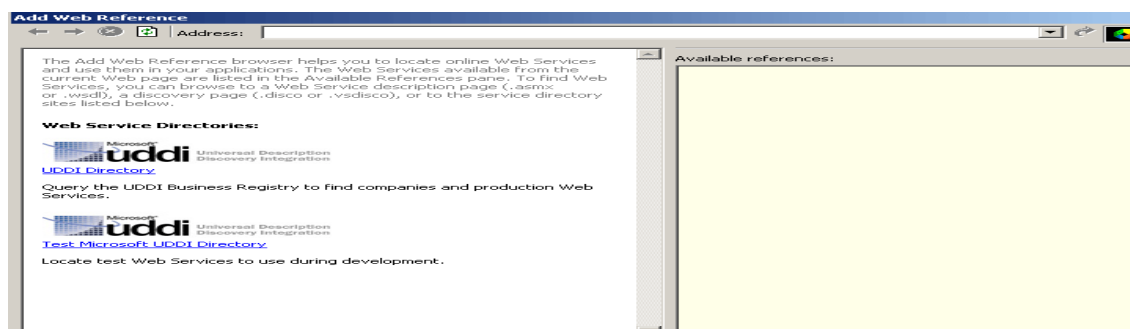 Add Web Reference
Address:
The Add Web Reference browser helps you to locate online Web Services
and use them in your applications. The Web Services available from the
current Web page are listed in the Available References pane. To find Web
Services, you can browse to a Web Service description page (.asmx
or .wsdl), a discovery page (.disco or .vsdisco), or to the service directory
sites listed below.
Web Service Directories:
Microsoft
uddi Universal Description
Discovery Integration
UDDI Directory
Query the UDDI Business Registry to find companies and production Web
Services.
Microsoft
uddi Universal Description
Discovery Integration
Test Microsoft UDDI Directory
Locate test Web Services to use during development.
Available references: